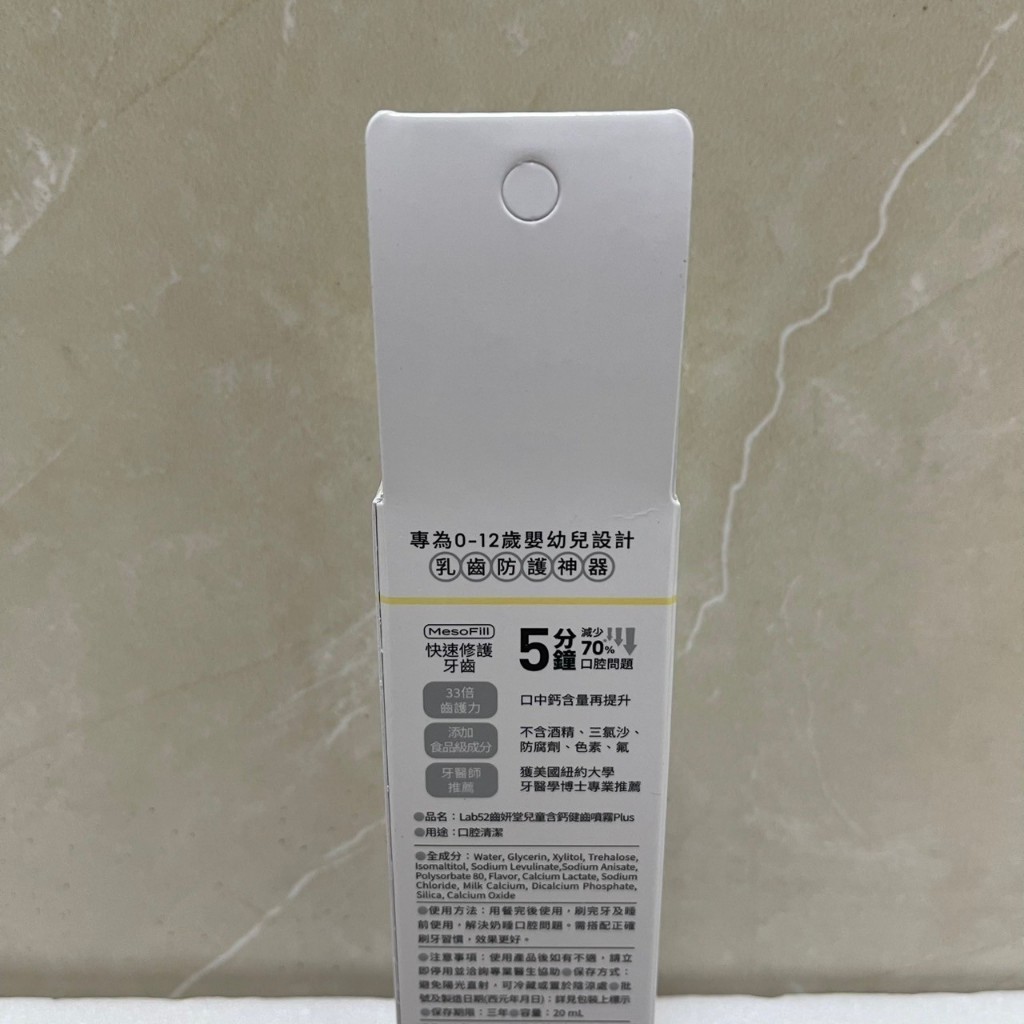 專為0-12歲嬰幼兒設計
乳齒防護神器
MesoFill
快速修護
牙齒
5分鐘 減少70% 口腔問題
33倍
齒護力
口中鈣含量再提升
添加
食品級成分
不含酒精、三氯沙、
防腐劑、色素、氟
牙醫師
推薦
獲美國紐約大學
牙醫學博士專業推薦
●品名：Lab52齒妍堂兒童含鈣健齒噴霧Plus
●用途：口腔清潔
●全成分：Water, Glycerin, Xylitol, Trehalose,
Isomaltitol, Sodium Levulinate,Sodium Anisate,
Polysorbate 80, Flavor, Calcium Lactate, Sodium
Chloride, Milk Calcium, Dicalcium Phosphate,
Silica, Calcium Oxide
●使用方法：用餐完後使用，刷完牙及睡
前使用，解決奶睡口腔問題。需搭配正確
刷牙習慣，效果更好。
●注意事項：使用產品後如有不適，請立
即停用並洽詢專業醫生協助●保存方式：
避免陽光直射，可冷藏或置於陰涼處●批
號及製造日期(西元年月日)：詳見包裝上標示
●保存期限：三年●容量：20 mL